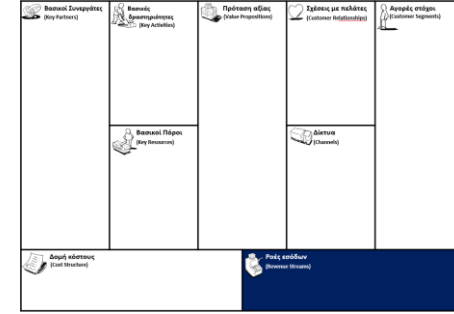 Βασικοί Συνεργάτες
(Key Partners)
Βασικές
δραστηριότητες
(Key Activities)
Πρόταση αξίας
(Value Propositions)
Σχέσεις με πελάτες
(Customer Relationships)
Αγορές στόχοι
(Customer Segments)
Βασικοί Πόροι
(Key Resources)
Δίκτυα
(Channels)
Δομή κόστους
(Cost Structure)
Ροές εσόδων
(Revenue Streams)